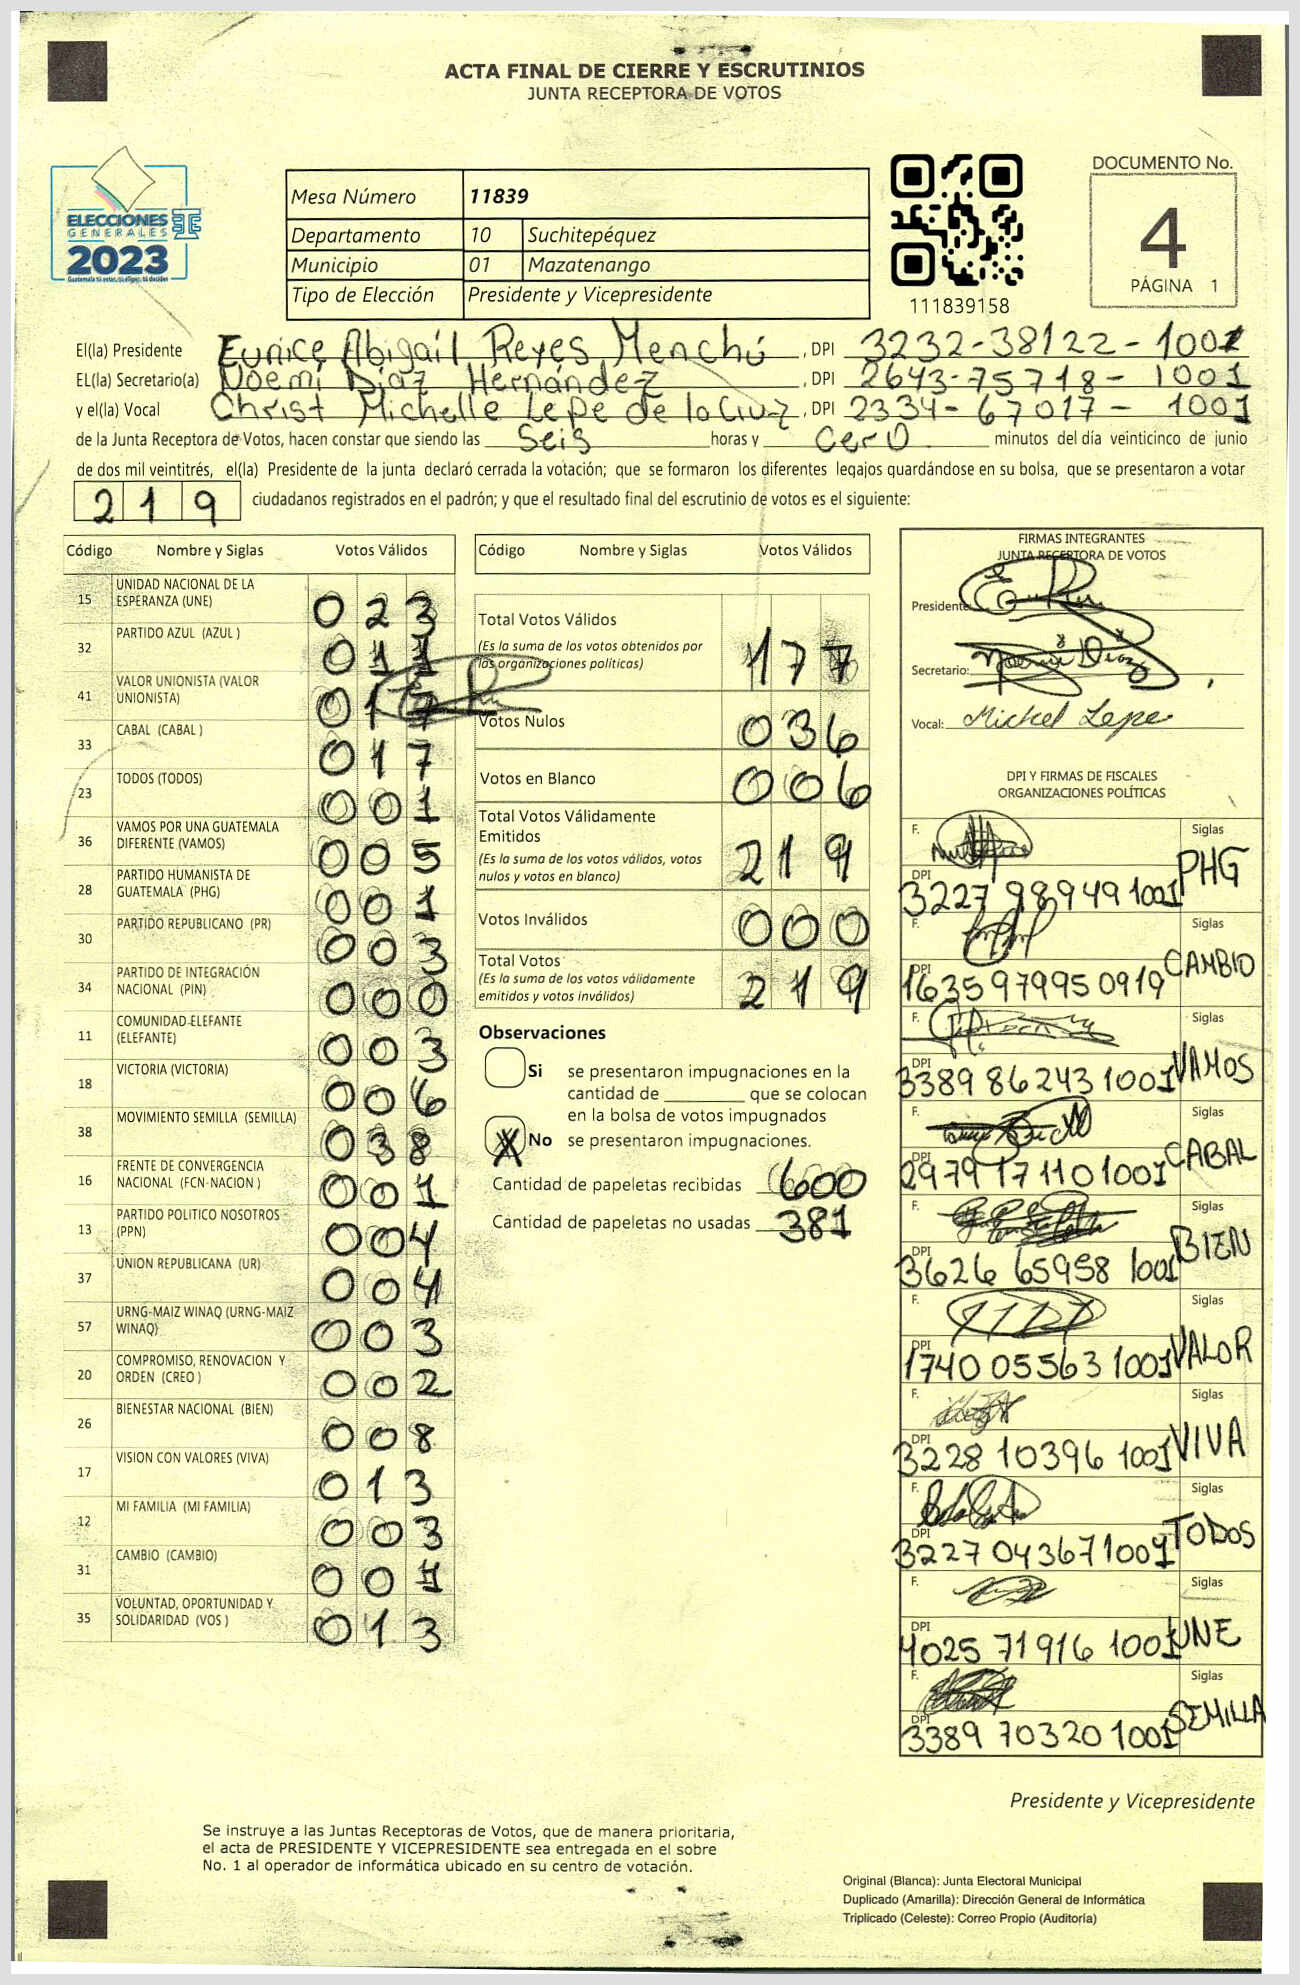 ACTA FINAL DE CIERRE Y ESCRUTINIOS
JUNTA RECEPTORA DE VOTOS
ELECCIONES
GENERALES
2023
Guatemala tú estás, tú eliges, tú decides
Mesa Número 11839
Departamento 10 Suchitepéquez
Municipio 01 Mazatenango
Tipo de Elección Presidente y Vicepresidente
111839158
DOCUMENTO No.
4
PÁGINA 1
El(la) Presidente Eunice Abigaíl Reyes Menchú, DPI 3232-38122-1001
EL(la) Secretario(a) Noemí Díaz Hernández, DPI 2643-75718-1001
y el(la) Vocal Christ Michelle Lepe de la Cruz, DPI 2334-67017-1001
de la Junta Receptora de Votos, hacen constar que siendo las Seis horas y Cero minutos del día veinticinco de junio
de dos mil veintitrés, el(la) Presidente de la junta declaró cerrada la votación; que se formaron los diferentes legajos quardándose en su bolsa, que se presentaron a votar
219 ciudadanos registrados en el padrón; y que el resultado final del escrutinio de votos es el siguiente:
Código Nombre y Siglas Votos Válidos
15 UNIDAD NACIONAL DE LA ESPERANZA (UNE) 023
32 PARTIDO AZUL (AZUL ) 011
41 VALOR UNIONISTA (VALOR UNIONISTA) 017
33 CABAL (CABAL ) 017
23 TODOS (TODOS) 001
36 VAMOS POR UNA GUATEMALA DIFERENTE (VAMOS) 005
28 PARTIDO HUMANISTA DE GUATEMALA (PHG) 001
30 PARTIDO REPUBLICANO (PR) 003
34 PARTIDO DE INTEGRACIÓN NACIONAL (PIN) 000
11 COMUNIDAD ELEFANTE (ELEFANTE) 003
18 VICTORIA (VICTORIA) 006
38 MOVIMIENTO SEMILLA (SEMILLA) 038
16 FRENTE DE CONVERGENCIA NACIONAL (FCN-NACION ) 001
13 PARTIDO POLITICO NOSOTROS (PPN) 004
37 UNION REPUBLICANA (UR) 004
57 URNG-MAIZ WINAQ (URNG-MAIZ WINAQ) 003
20 COMPROMISO, RENOVACION Y ORDEN (CREO ) 002
26 BIENESTAR NACIONAL (BIEN) 008
17 VISION CON VALORES (VIVA) 013
12 MI FAMILIA (MI FAMILIA) 003
31 CAMBIO (CAMBIO) 001
35 VOLUNTAD, OPORTUNIDAD Y SOLIDARIDAD (VOS ) 013
Código Nombre y Siglas Votos Válidos
Total Votos Válidos 177
(Es la suma de los votos obtenidos por
las organizaciones politicas)
Votos Nulos 036
Votos en Blanco 006
Total Votos Válidamente
Emitidos 219
(Es la suma de los votos válidos, votos
nulos y votos en blanco)
Votos Inválidos 000
Total Votos 219
(Es la suma de los votos válidamente
emitidos y votos inválidos)
Observaciones
Si se presentaron impugnaciones en la
cantidad de ________ que se colocan
en la bolsa de votos impugnados
X No se presentaron impugnaciones.
Cantidad de papeletas recibidas 600
Cantidad de papeletas no usadas 381
FIRMAS INTEGRANTES
JUNTA RECEPTORA DE VOTOS
Presidente:
Secretario: Noemí Díaz
Vocal: Michel Lepe
DPI Y FIRMAS DE FISCALES
ORGANIZACIONES POLÍTICAS
F. Siglas
DPI 3227 98949 1001 PHG
F. Siglas
DPI 1635 97995 0919 CAMBIO
F. Siglas
DPI 3389 86243 1001 VAMOS
F. Siglas
DPI 2979 17110 1001 CABAL
F. Siglas
DPI 3626 65958 1001 BIEN
F. Siglas
DPI 1740 05563 1001 VALOR
F. Siglas
DPI 3228 10396 1001 VIVA
F. Siglas
DPI 3227 04367 1001 TODOS
F. Siglas
DPI 4025 71916 1001 UNE
F. Siglas
DPI 3389 70320 1001 SEMILLA
Presidente y Vicepresidente
Se instruye a las Juntas Receptoras de Votos, que de manera prioritaria,
el acta de PRESIDENTE Y VICEPRESIDENTE sea entregada en el sobre
No. 1 al operador de informática ubicado en su centro de votación.
Original (Blanca): Junta Electoral Municipal
Duplicado (Amarilla): Dirección General de Informática
Triplicado (Celeste): Correo Propio (Auditoría)